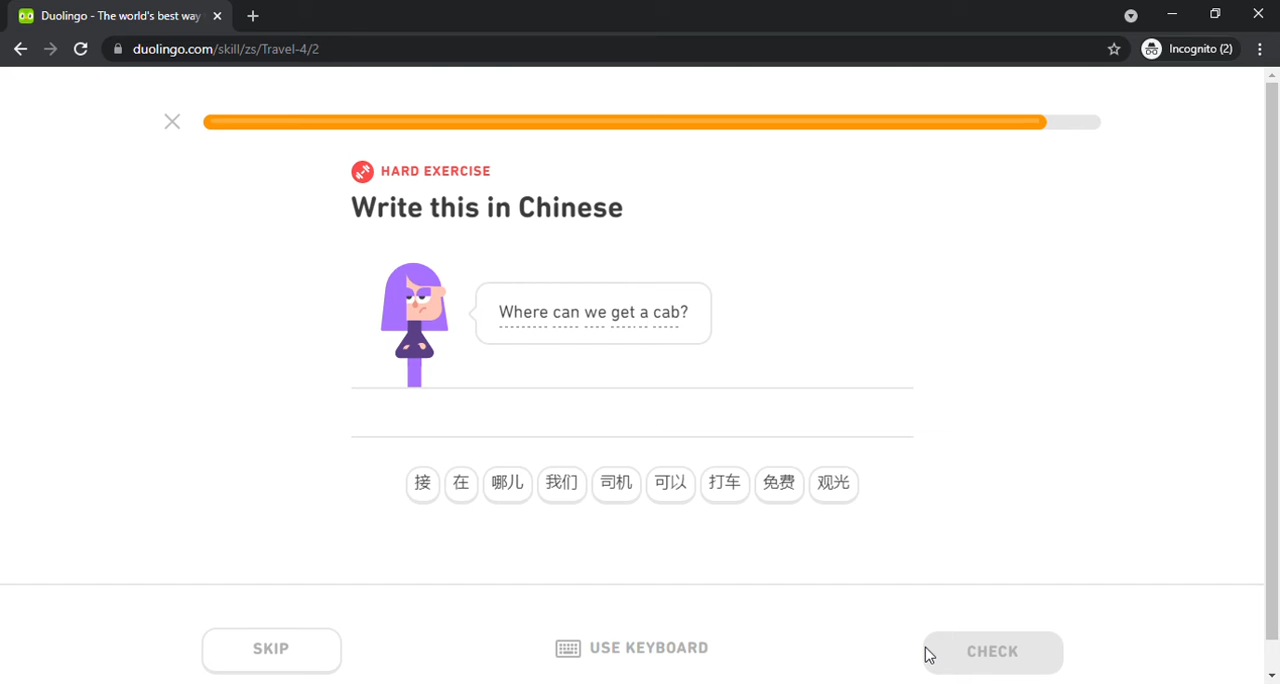 Duolingo - The world's best way
duolingo.com/skill/zs/Travel-4/2
Incognito (2)
HARD EXERCISE
Write this in Chinese
Where can we get a cab?
接 在 哪儿 我们 司机 可以 打车 免费 观光
SKIP
USE KEYBOARD
CHECK